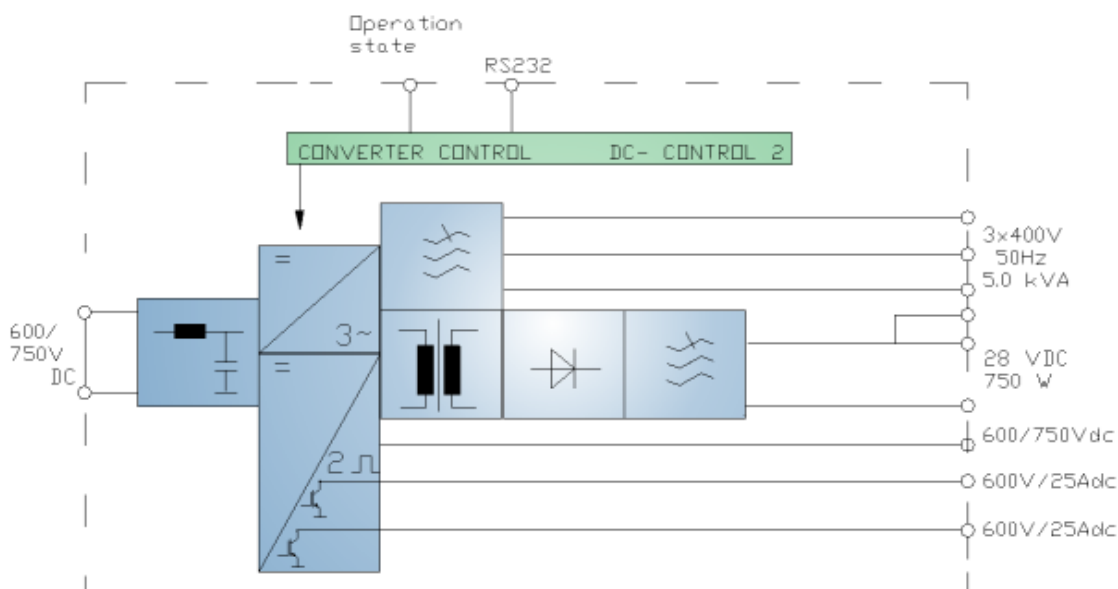 Operation
state
RS232
CONVERTER CONTROL DC- CONTROL 2
=
3~
=
2
600/
750V
DC
3x400V
50Hz
5.0 kVA
28 VDC
750 W
600/750Vdc
600V/25Adc
600V/25Adc